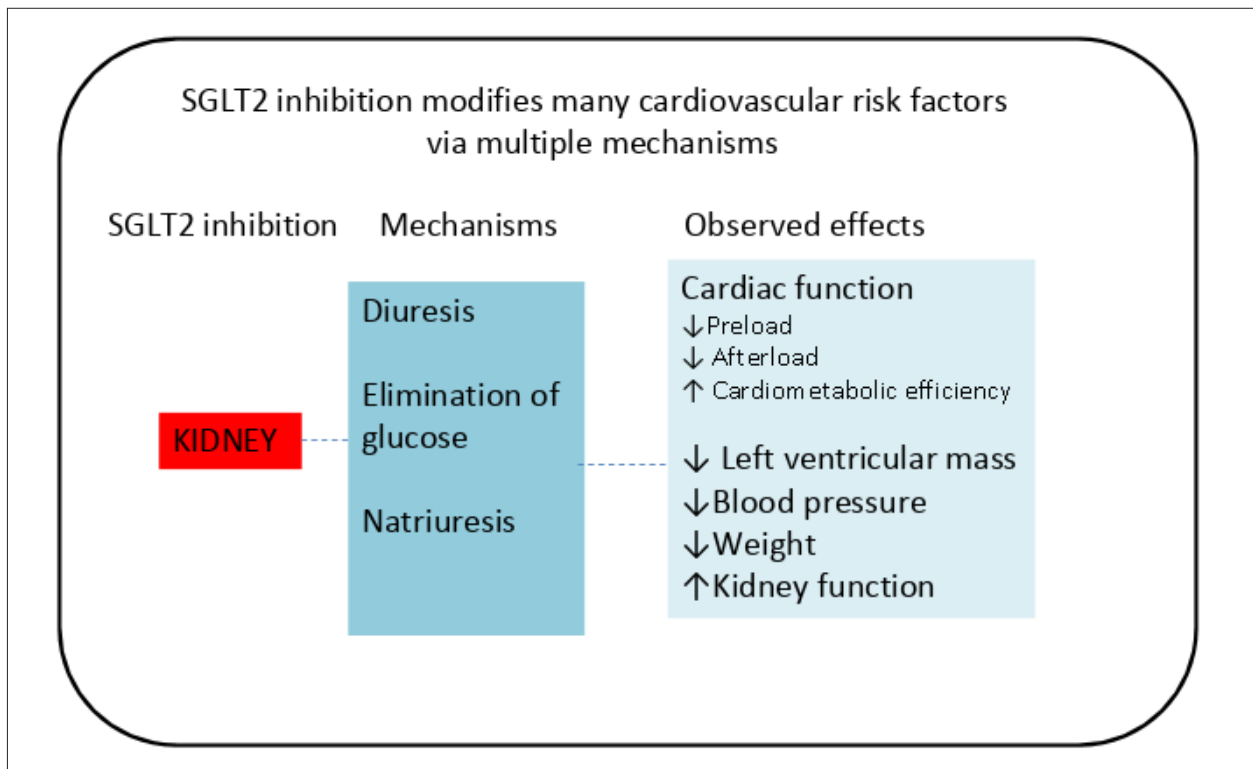 SGLT2 inhibition modifies many cardiovascular risk factors
via multiple mechanisms
SGLT2 inhibition
Mechanisms
Observed effects
KIDNEY
Diuresis
Elimination of
glucose
Natriuresis
Cardiac function
↓Preload
↓ Afterload
↑ Cardiometabolic efficiency
↓ Left ventricular mass
↓Blood pressure
↓Weight
↑Kidney function